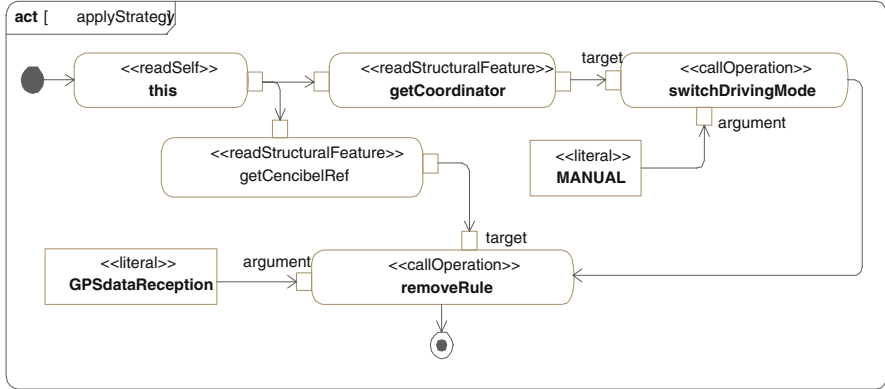 act [ applyStrategy]
<<readSelf>>
this
<<readStructuralFeature>>
getCoordinator
target
<<callOperation>>
switchDrivingMode
argument
<<readStructuralFeature>>
getCencibelRef
<<literal>>
MANUAL
target
<<literal>>
GPSdataReception
argument
<<callOperation>>
removeRule